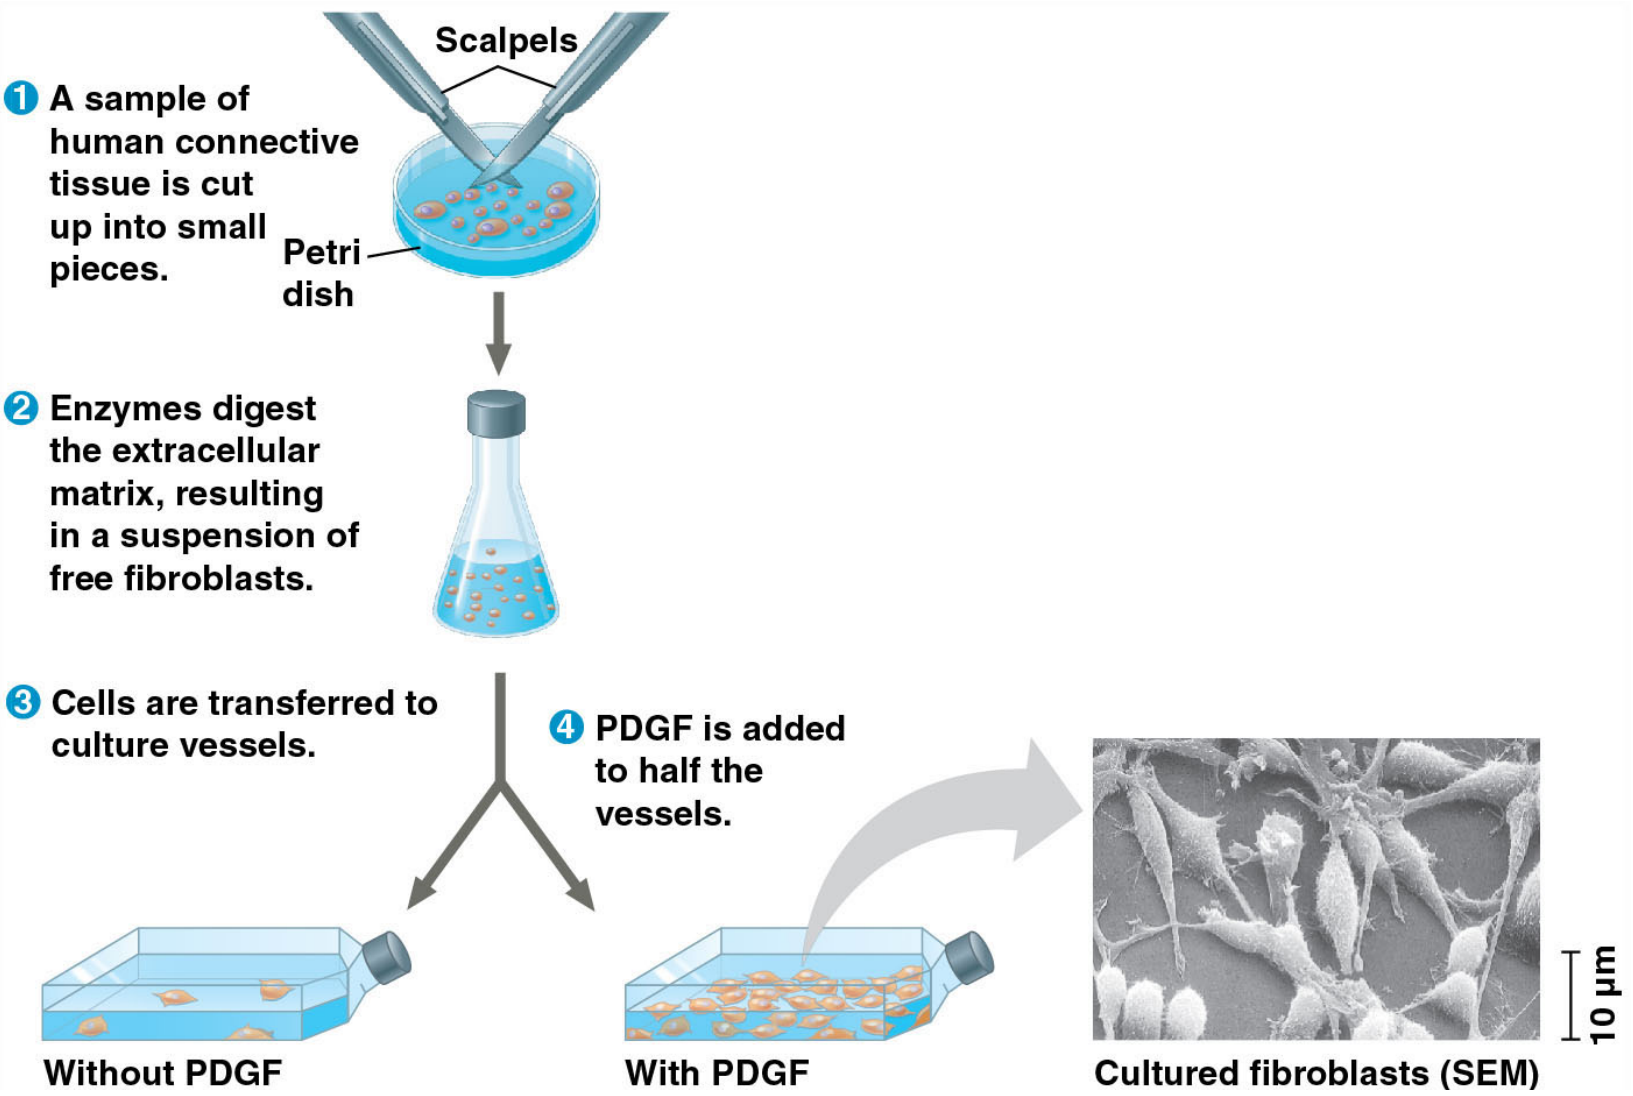 Scalpels
1 A sample of
human connective
tissue is cut
up into small
pieces.
Petri
dish
2 Enzymes digest
the extracellular
matrix, resulting
in a suspension of
free fibroblasts.
3 Cells are transferred to
culture vessels.
4 PDGF is added
to half the
vessels.
Without PDGF
With PDGF
10 μm
Cultured fibroblasts (SEM)